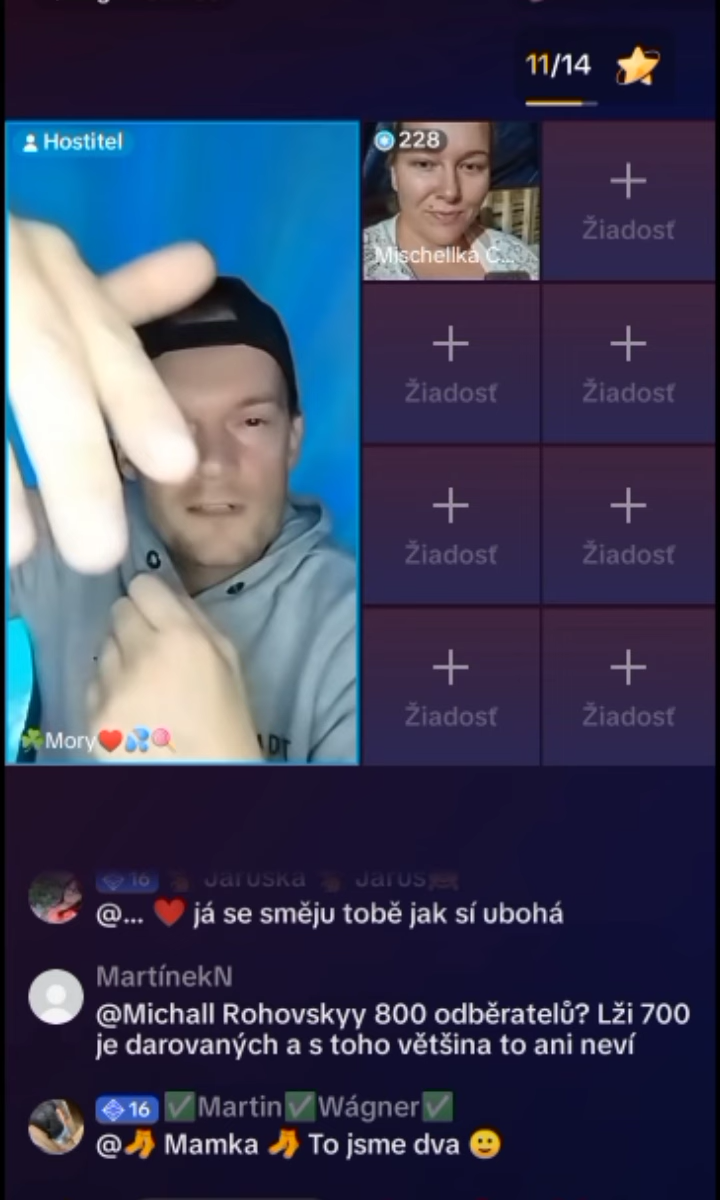 11/14
Hostitel
228
Mischellka C...
Žiadosť
Žiadosť
Žiadosť
Žiadosť
Žiadosť
Žiadosť
Žiadosť
☘️Mory❤️💦🍭
16 Jaruska Jarus
@... ❤️ já se směju tobě jak sí ubohá
MartínekN
@Michall Rohovskyy 800 odběratelů? Lži 700
je darovaných a s toho většina to ani neví
16 ✅Martin✅Wágner✅
@🧦 Mamka 🧦 To jsme dva 🙂